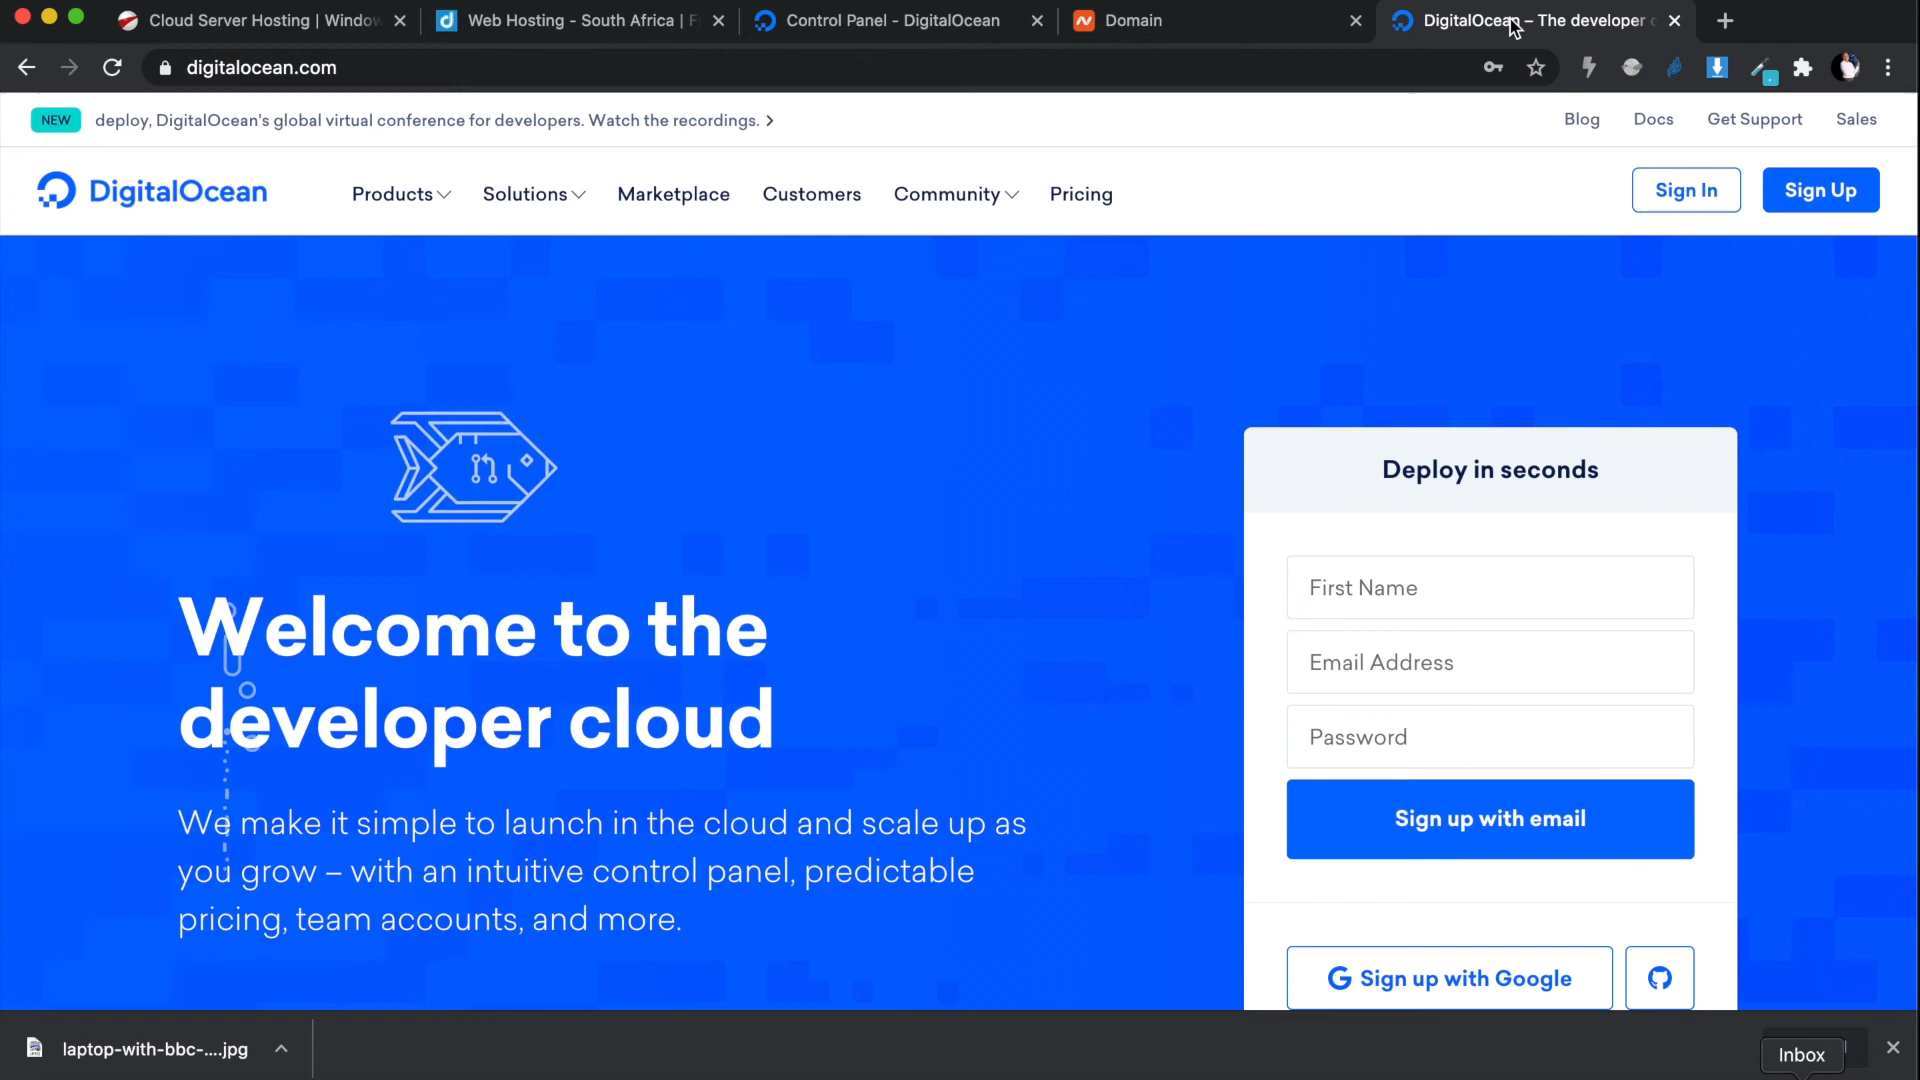 Cloud Server Hosting | Window
Web Hosting - South Africa | F
Control Panel - DigitalOcean
Domain
DigitalOcean – The developer c
digitalocean.com
NEW
deploy, DigitalOcean's global virtual conference for developers. Watch the recordings.
Blog
Docs
Get Support
Sales
DigitalOcean
Products
Solutions
Marketplace
Customers
Community
Pricing
Sign In
Sign Up
Welcome to the
developer cloud
We make it simple to launch in the cloud and scale up as
you grow – with an intuitive control panel, predictable
pricing, team accounts, and more.
Deploy in seconds
First Name
Email Address
Password
Sign up with email
Sign up with Google
laptop-with-bbc-....jpg
Inbox